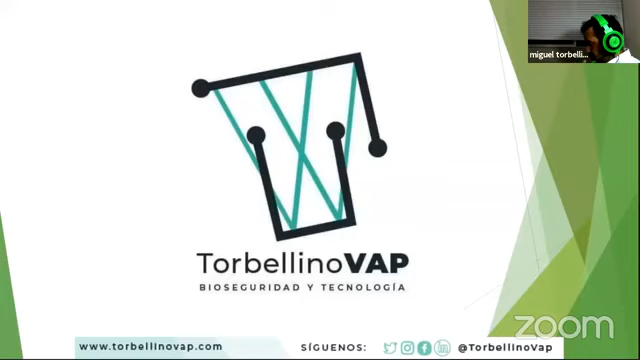 miguel torbelli...
TorbellinoVAP
BIOSEGURIDAD Y TECNOLOGÍA
www.torbellinovap.com
SÍGUENOS:
@TorbellinoVap
zoom